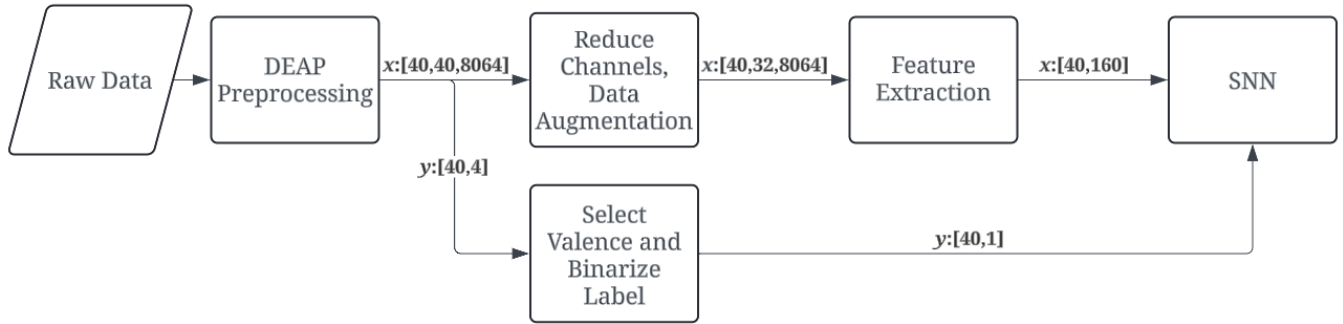 Raw Data
DEAP
Preprocessing
x:[40,40,8064]
Reduce
Channels,
Data
Augmentation
x:[40,32,8064]
Feature
Extraction
x:[40,160]
SNN
y:[40,4]
Select
Valence and
Binarize
Label
y:[40,1]